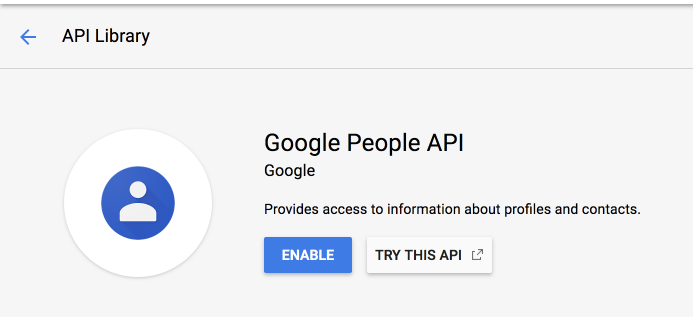 API Library
Google People API
Google
Provides access to information about profiles and contacts.
ENABLE TRY THIS API